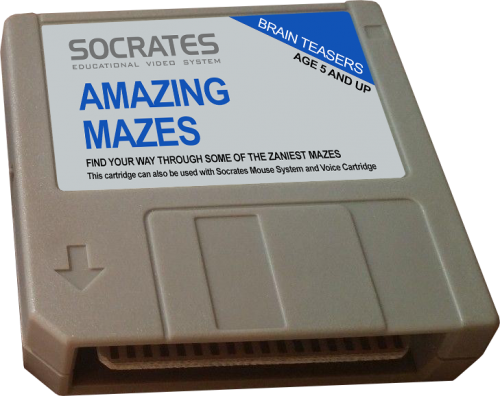 SOCRATES
EDUCATIONAL VIDEO SYSTEM
BRAIN TEASERS
AGE 5 AND UP
AMAZING
MAZES
FIND YOUR WAY THROUGH SOME OF THE ZANIEST MAZES
This cartridge can also be used with Socrates Mouse System and Voice Cartridge